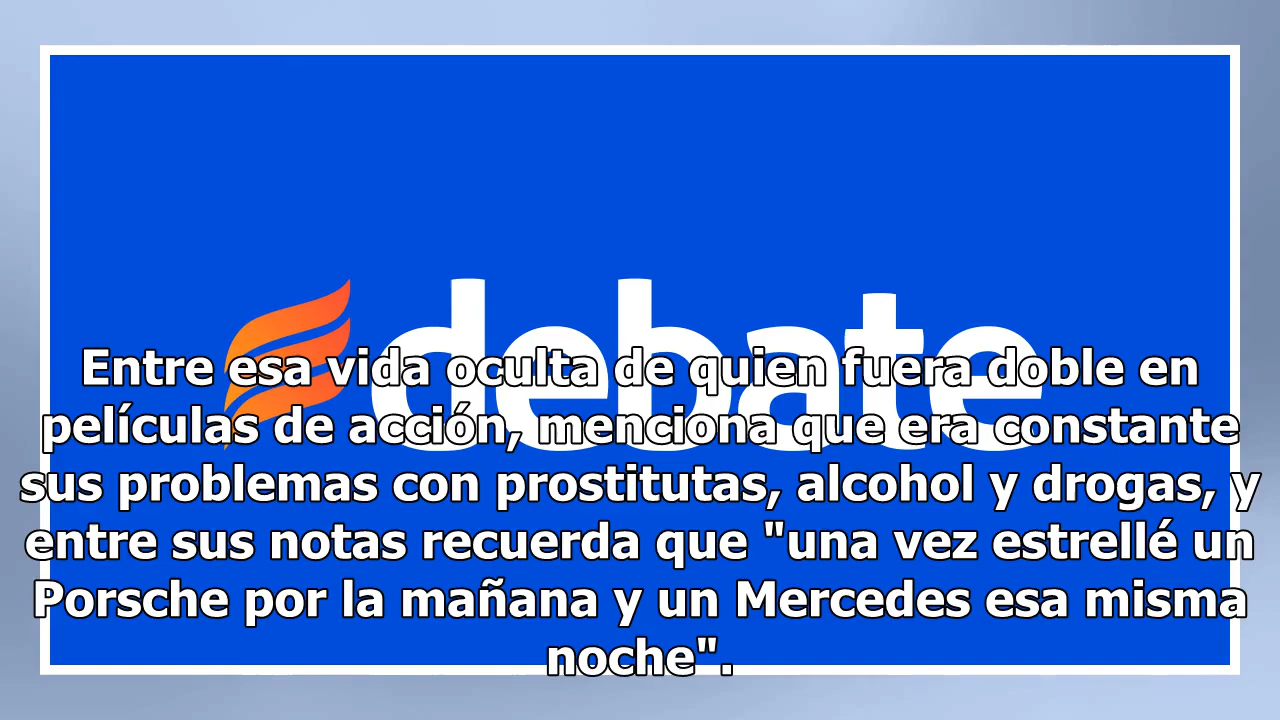 debate
Entre esa vida oculta de quien fuera doble en
películas de acción, menciona que era constante
sus problemas con prostitutas, alcohol y drogas, y
entre sus notas recuerda que "una vez estrellé un
Porsche por la mañana y un Mercedes esa misma
noche".